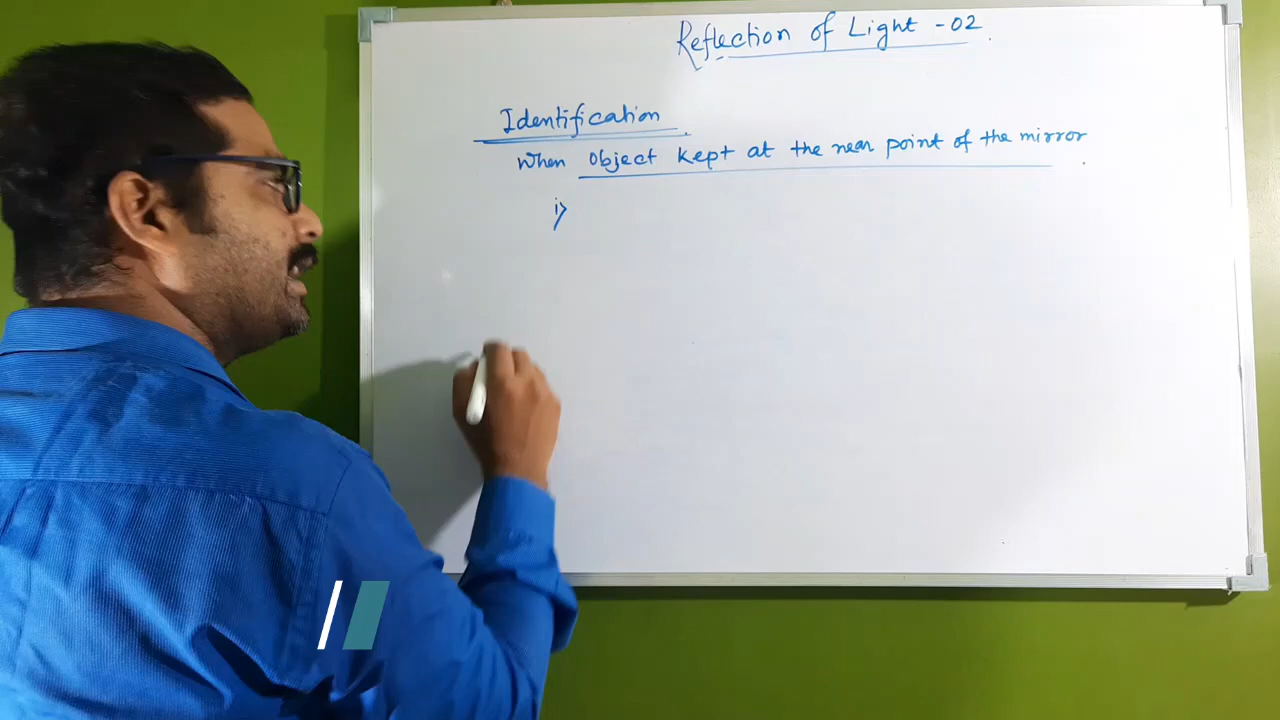 Reflection of Light -02.
Identification.
When object kept at the near point of the mirror.
i>